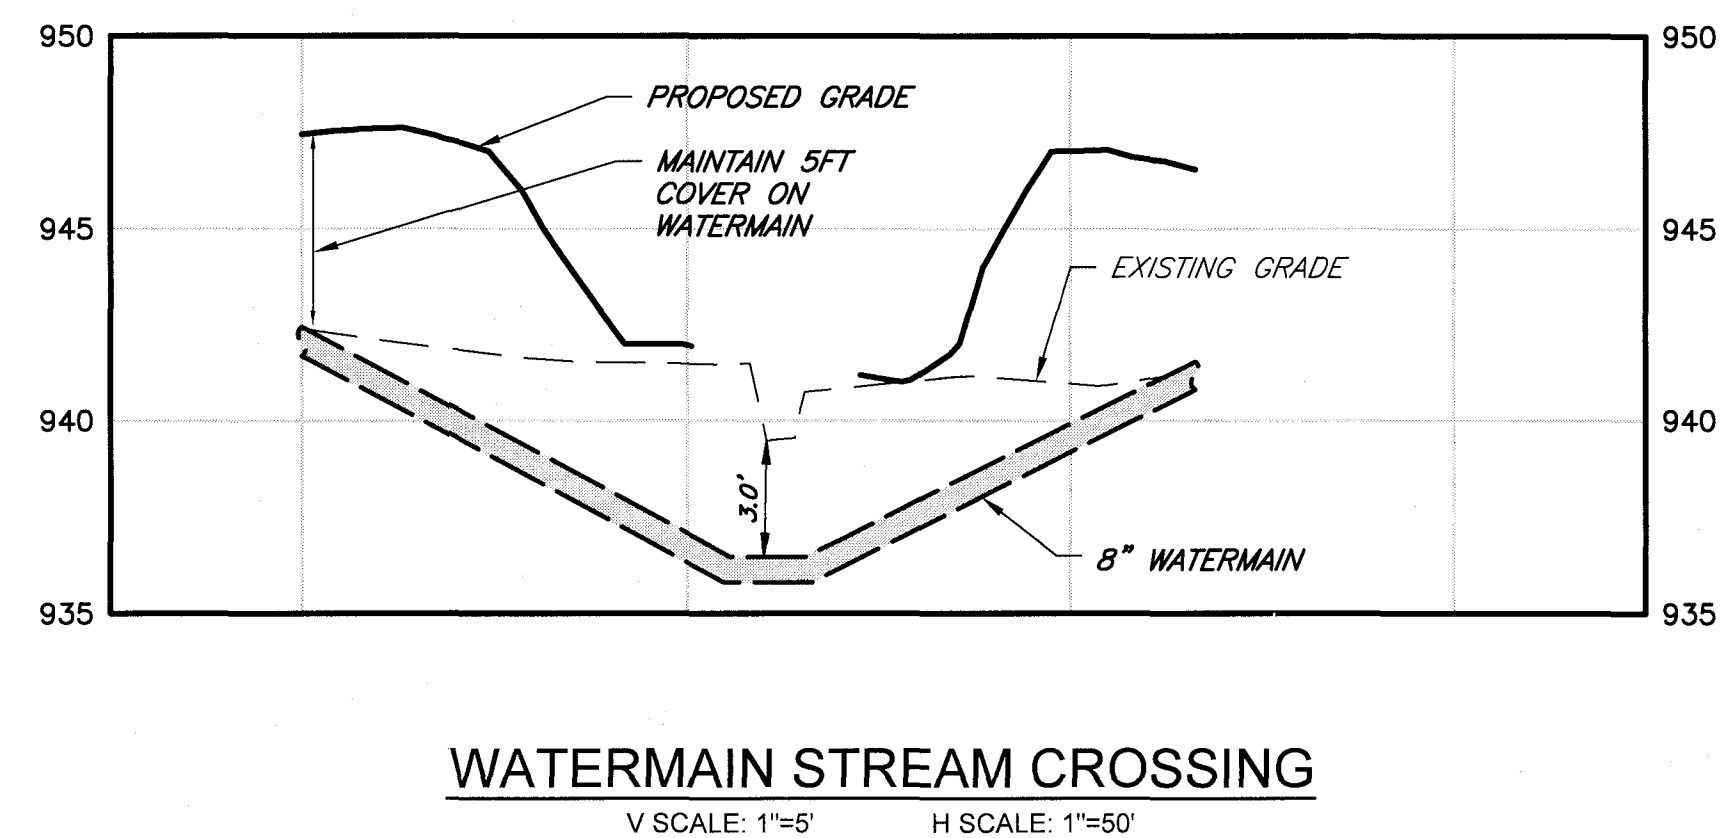 950
950
PROPOSED GRADE
MAINTAIN 5FT
COVER ON
WATERMAIN
945
945
EXISTING GRADE
940
940
3.0'
8" WATERMAIN
935
935
WATERMAIN STREAM CROSSING
V SCALE: 1"=5' H SCALE: 1"=50'